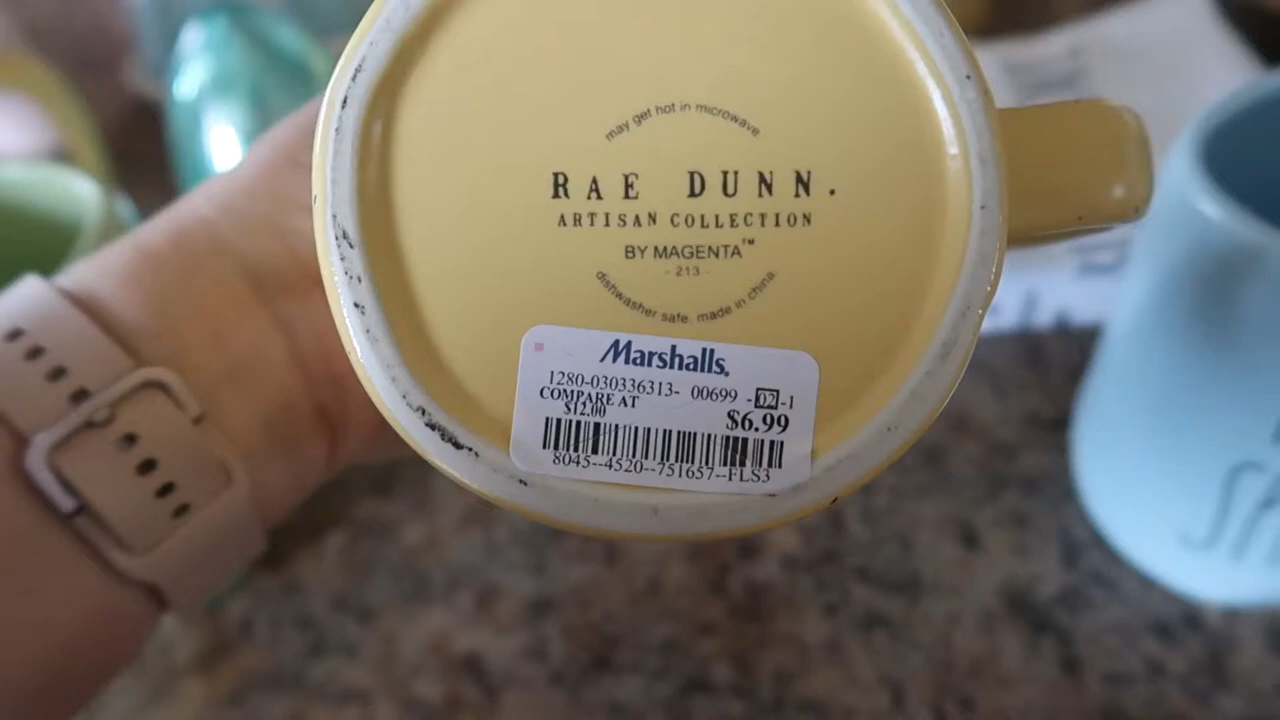 may get hot in microwave
RAE DUNN.
ARTISAN COLLECTION
BY MAGENTA™
- 213 -
dishwasher safe. made in china
Marshalls.
1280-030336313- 00699 -02-1
COMPARE AT
$12.00
$6.99
8045--4520--751657--FLS3